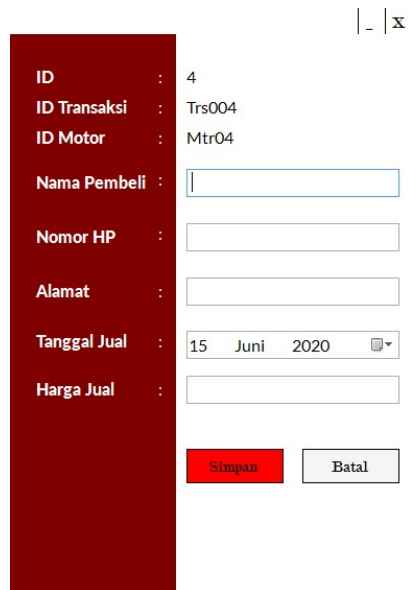 _ x
ID : 4
ID Transaksi : Trs004
ID Motor : Mtr04
Nama Pembeli :
Nomor HP :
Alamat :
Tanggal Jual : 15 Juni 2020
Harga Jual :
Simpan Batal